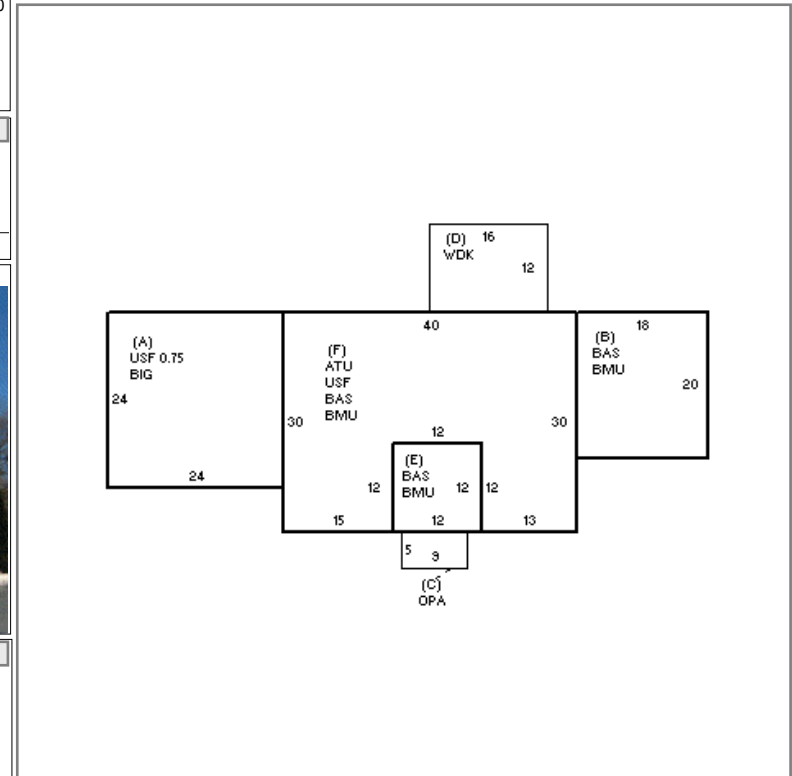 (D) 16
WDK
12
40
18
(A)
USF 0.75
BIG
24
24
(F)
ATU
USF
BAS
BMU
30
30
(B)
BAS
BMU
20
12
(E)
BAS
BMU
12
12
12
15
12
13
5
9
(C)
OPA